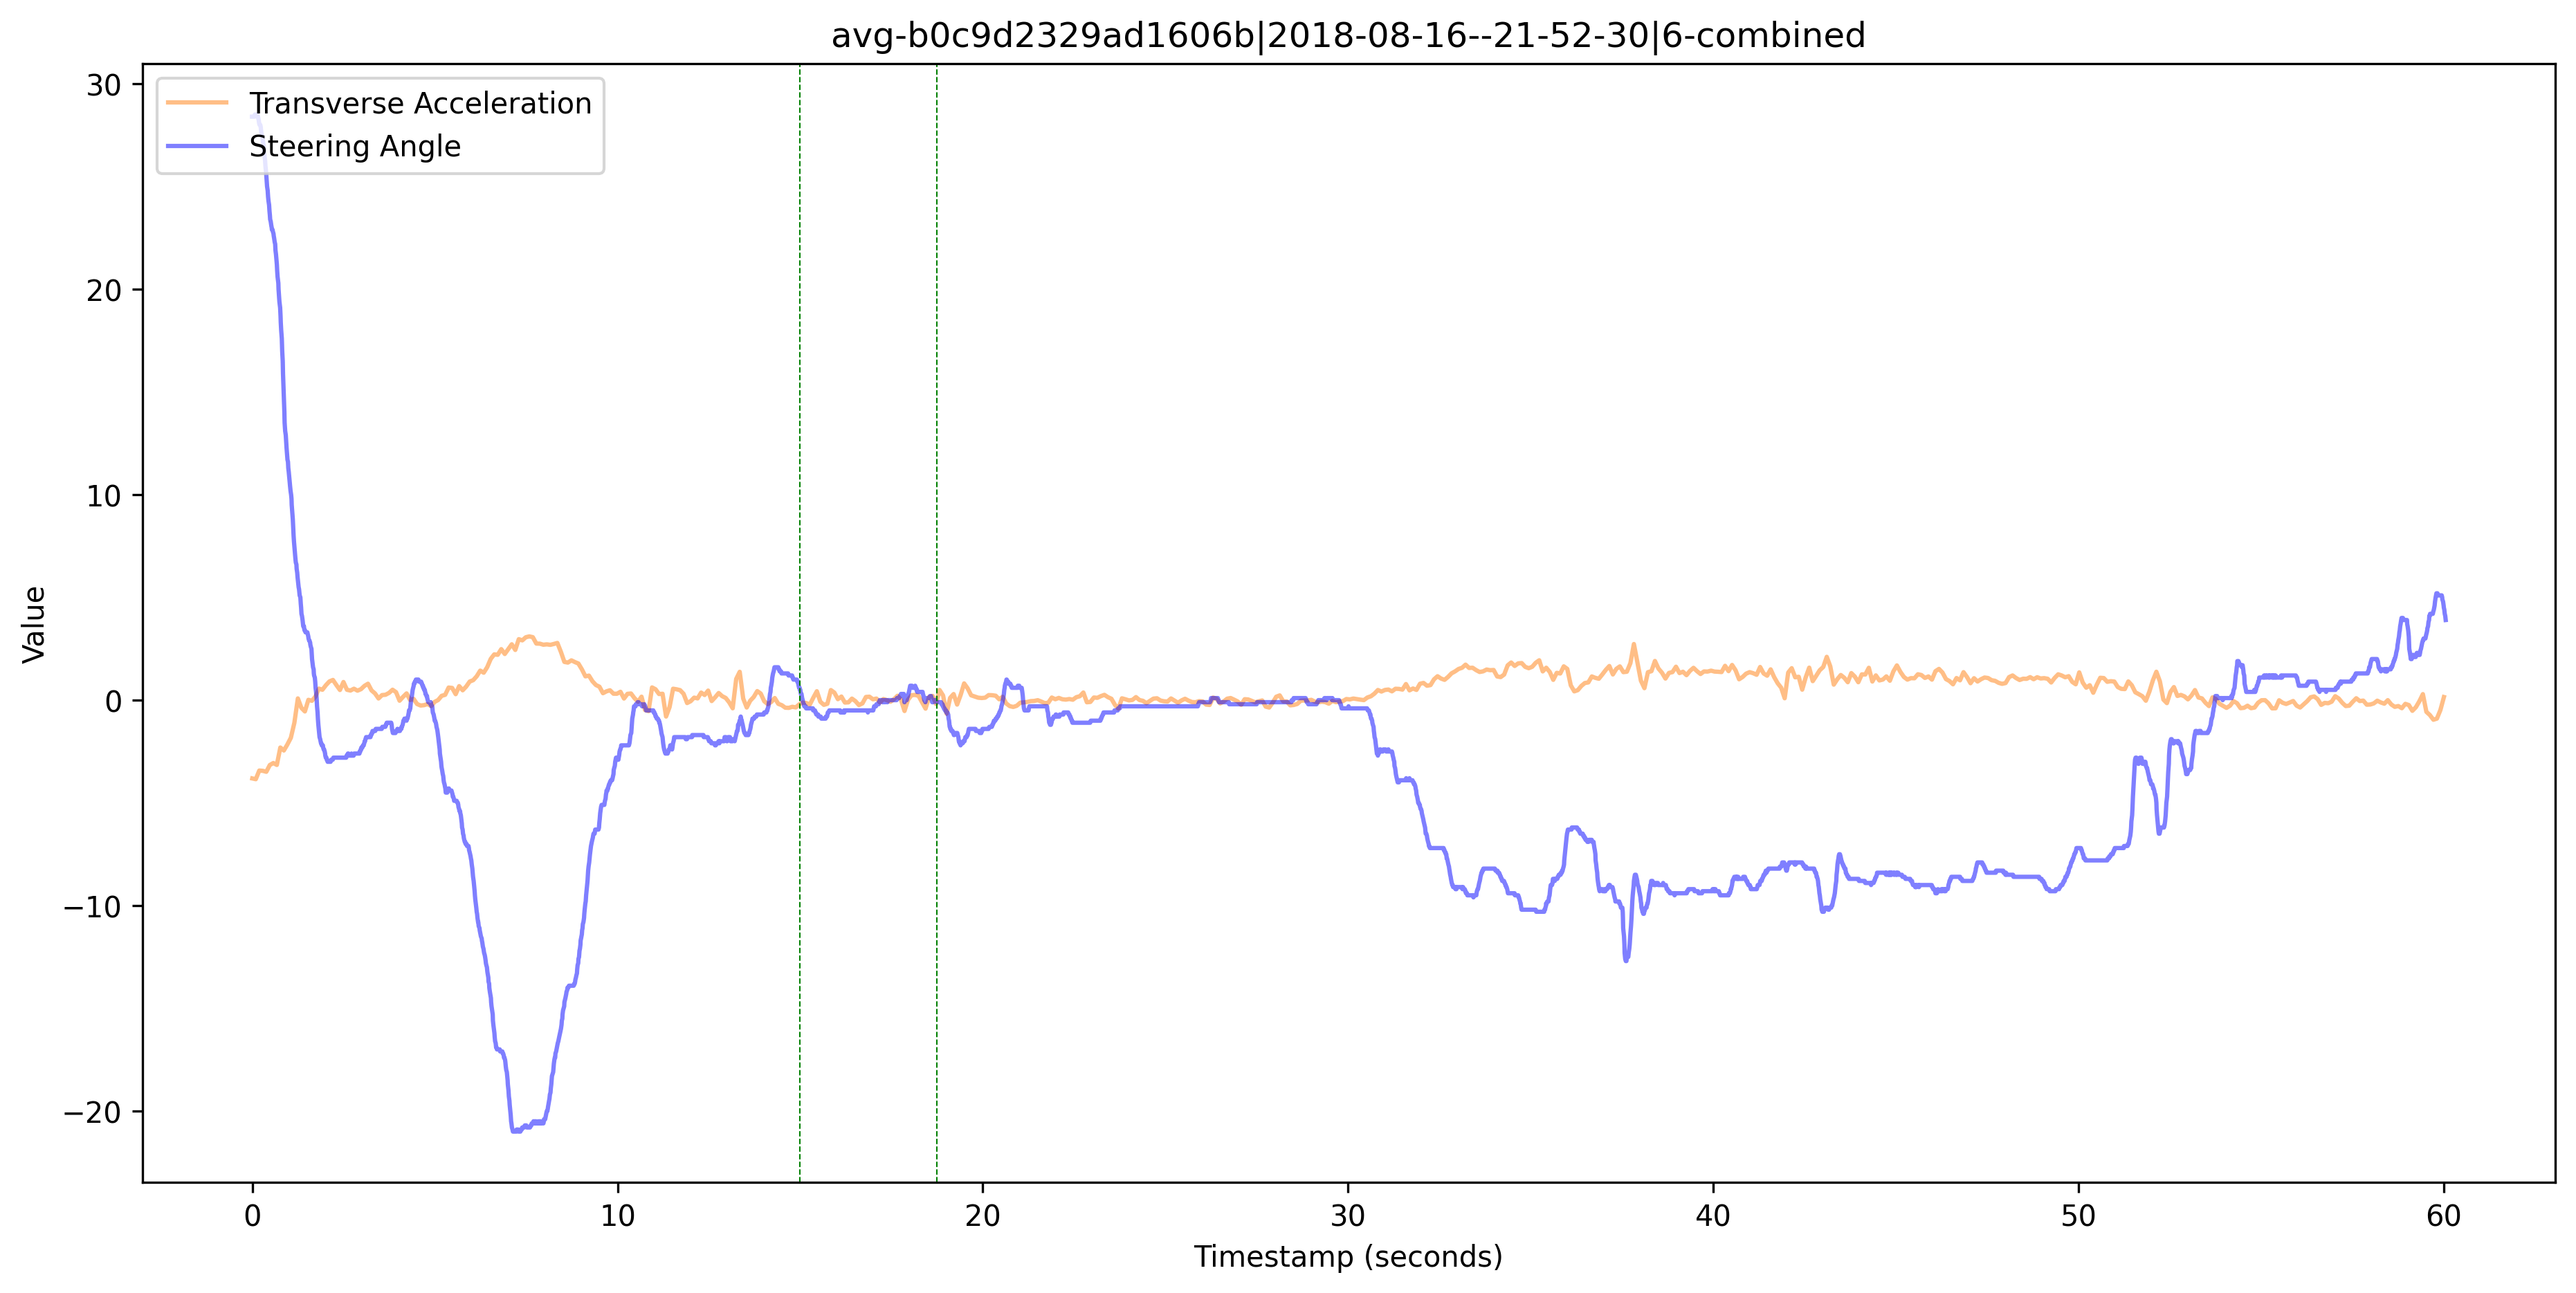 avg-b0c9d2329ad1606b|2018-08-16--21-52-30|6-combined
Transverse Acceleration
Steering Angle
30
20
10
0
−10
−20
Value
0 10 20 30 40 50 60
Timestamp (seconds)